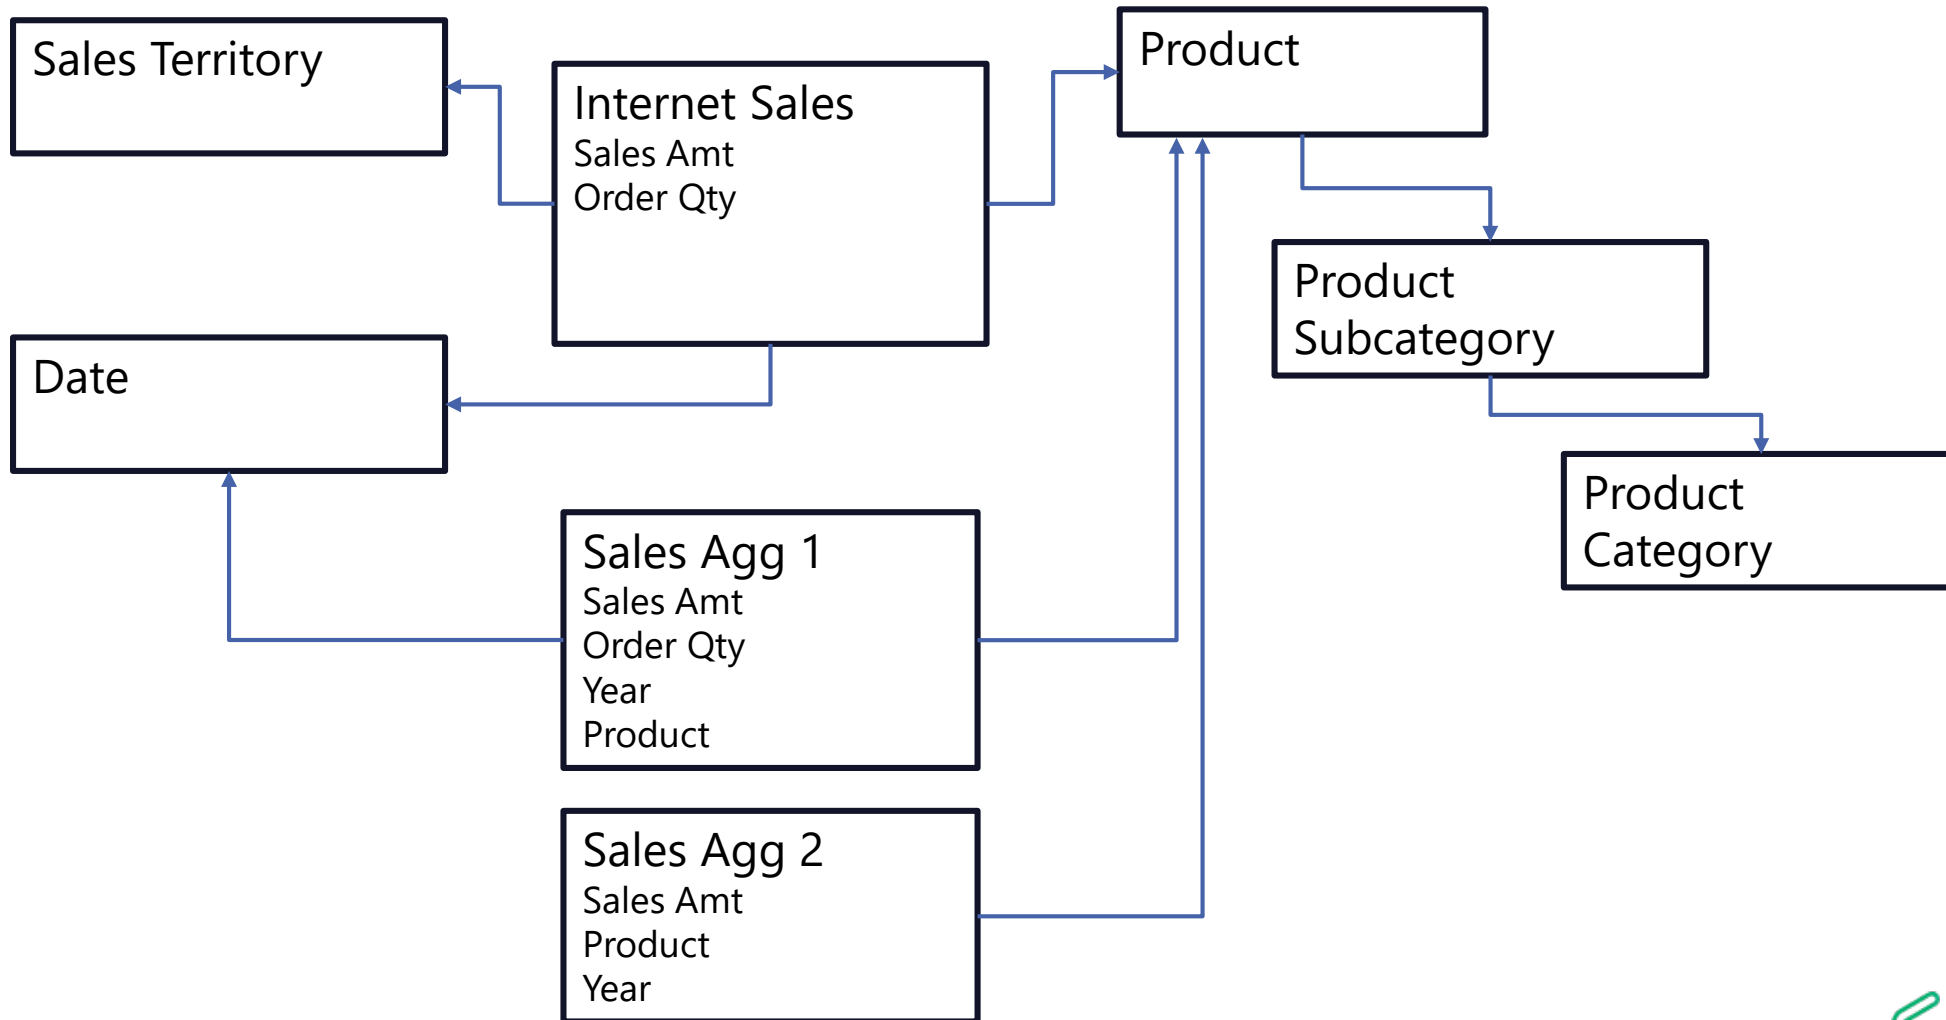 Sales Territory
Internet Sales
Sales Amt
Order Qty
Product
Product
Subcategory
Date
Product
Category
Sales Agg 1
Sales Amt
Order Qty
Year
Product
Sales Agg 2
Sales Amt
Product
Year